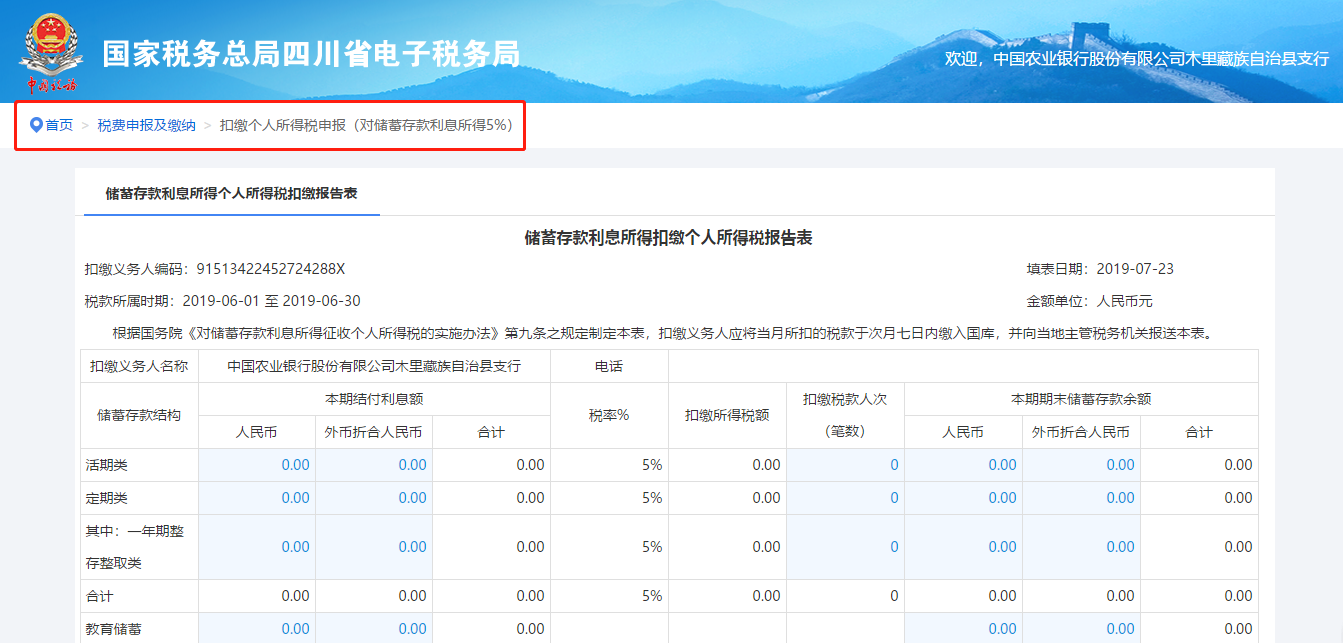 国家税务总局四川省电子税务局
欢迎，中国农业银行股份有限公司木里藏族自治县支行
中国税务
首页 > 税费申报及缴纳 > 扣缴个人所得税申报（对储蓄存款利息所得5%）
储蓄存款利息所得个人所得税扣缴报告表
储蓄存款利息所得扣缴个人所得税报告表
扣缴义务人编码：91513422452724288X 填表日期：2019-07-23
税款所属时期：2019-06-01 至 2019-06-30 金额单位：人民币元
根据国务院《对储蓄存款利息所得征收个人所得税的实施办法》第九条之规定制定本表，扣缴义务人应将当月所扣的税款于次月七日内缴入国库，并向当地主管税务机关报送本表。
扣缴义务人名称 中国农业银行股份有限公司木里藏族自治县支行 电话
储蓄存款结构 本期结付利息额 税率% 扣缴所得税额 扣缴税款人次（笔数） 本期期末储蓄存款余额
人民币 外币折合人民币 合计 人民币 外币折合人民币 合计
活期类 0.00 0.00 0.00 5% 0.00 0 0.00 0.00 0.00
定期类 0.00 0.00 0.00 5% 0.00 0 0.00 0.00 0.00
其中：一年期整存整取类 0.00 0.00 0.00 5% 0.00 0 0.00 0.00 0.00
合计 0.00 0.00 0.00 5% 0.00 0 0.00 0.00 0.00
教育储蓄 0.00 0.00 0.00 0.00 0.00 0.00